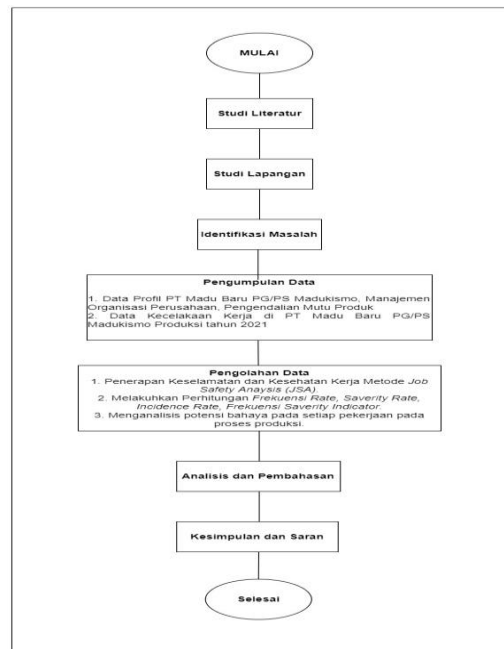 MULAI
Studi Literatur
Studi Lapangan
Identifikasi Masalah
Pengumpulan Data
1. Data Profil PT Madu Baru PG/PS Madukismo, Manajemen
Organisasi Perusahaan, Pengendalian Mutu Produk
2. Data Kecelakaan Kerja di PT Madu Baru PG/PS
Madukismo Produksi tahun 2021
Pengolahan Data
1. Penerapan Keselamatan dan Kesehatan Kerja Metode Job
Safety Anaysis (JSA).
2. Melakuhkan Perhitungan Frekuensi Rate, Saverity Rate,
Incidence Rate, Frekuensi Saverity Indicator.
3. Menganalisis potensi bahaya pada setiap pekerjaan pada
proses produksi.
Analisis dan Pembahasan
Kesimpulan dan Saran
Selesai